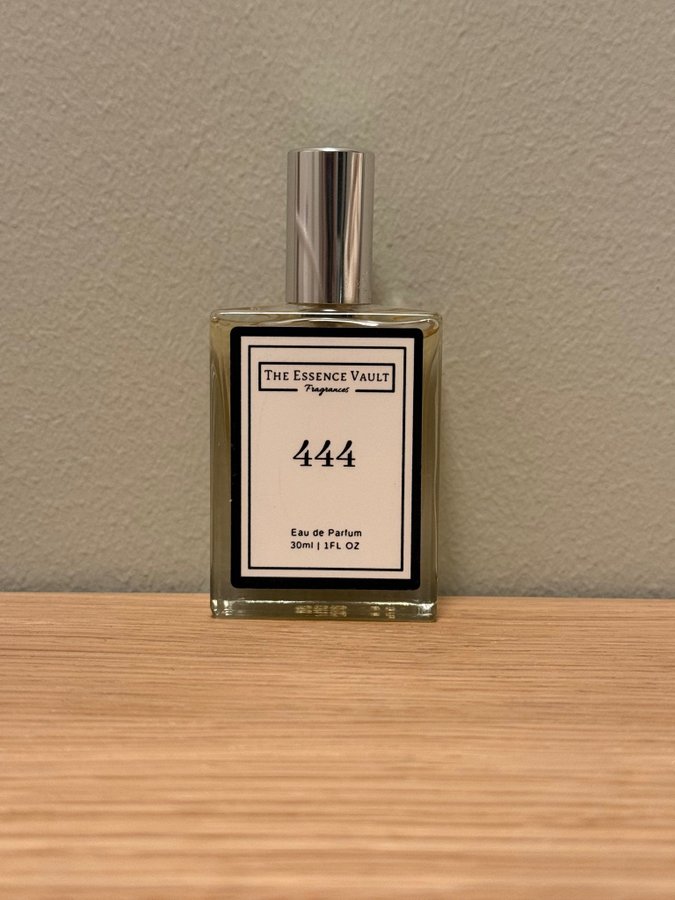 The Essence Vault
Fragrances
444
Eau de Parfum
30ml | 1FL OZ